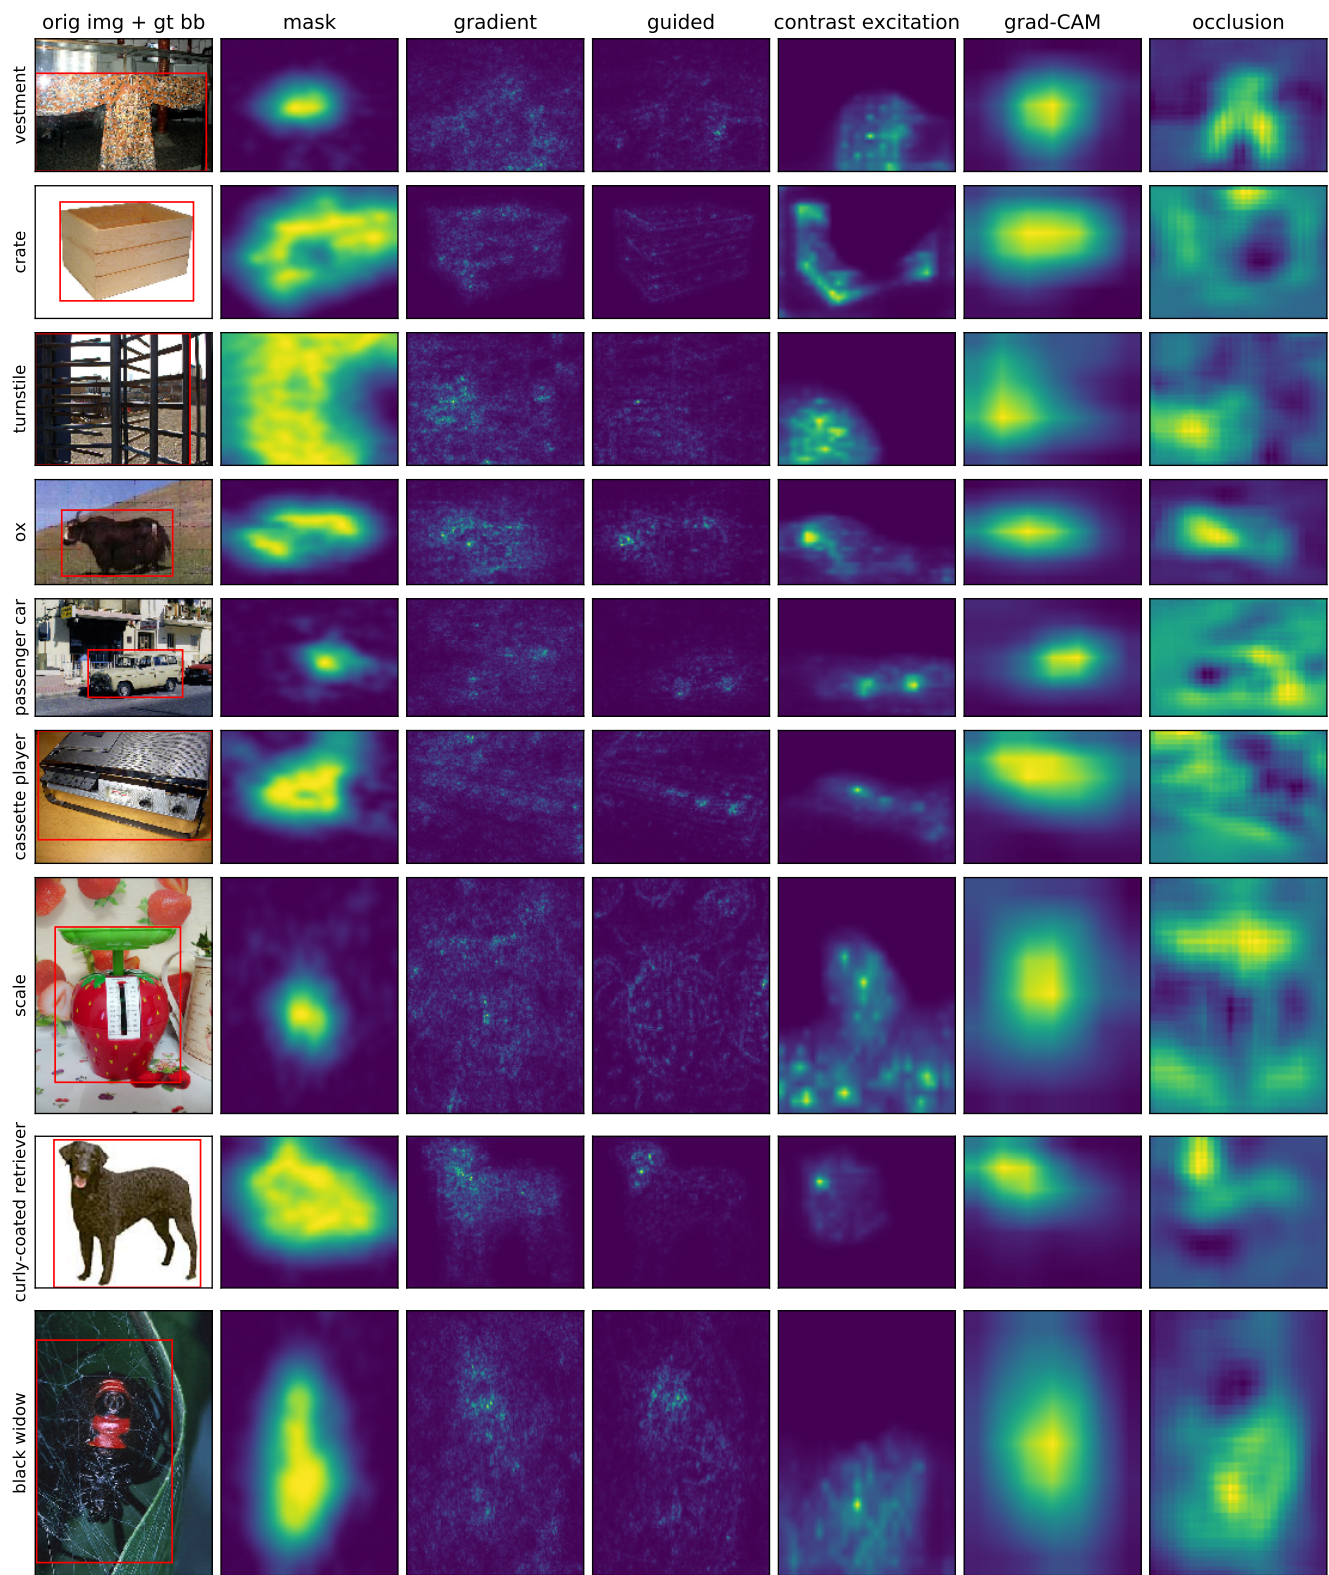 orig img + gt bb mask gradient guided contrast excitation grad-CAM occlusion
vestment
crate
turnstile
ox
passenger car
cassette player
scale
curly-coated retriever
black widow